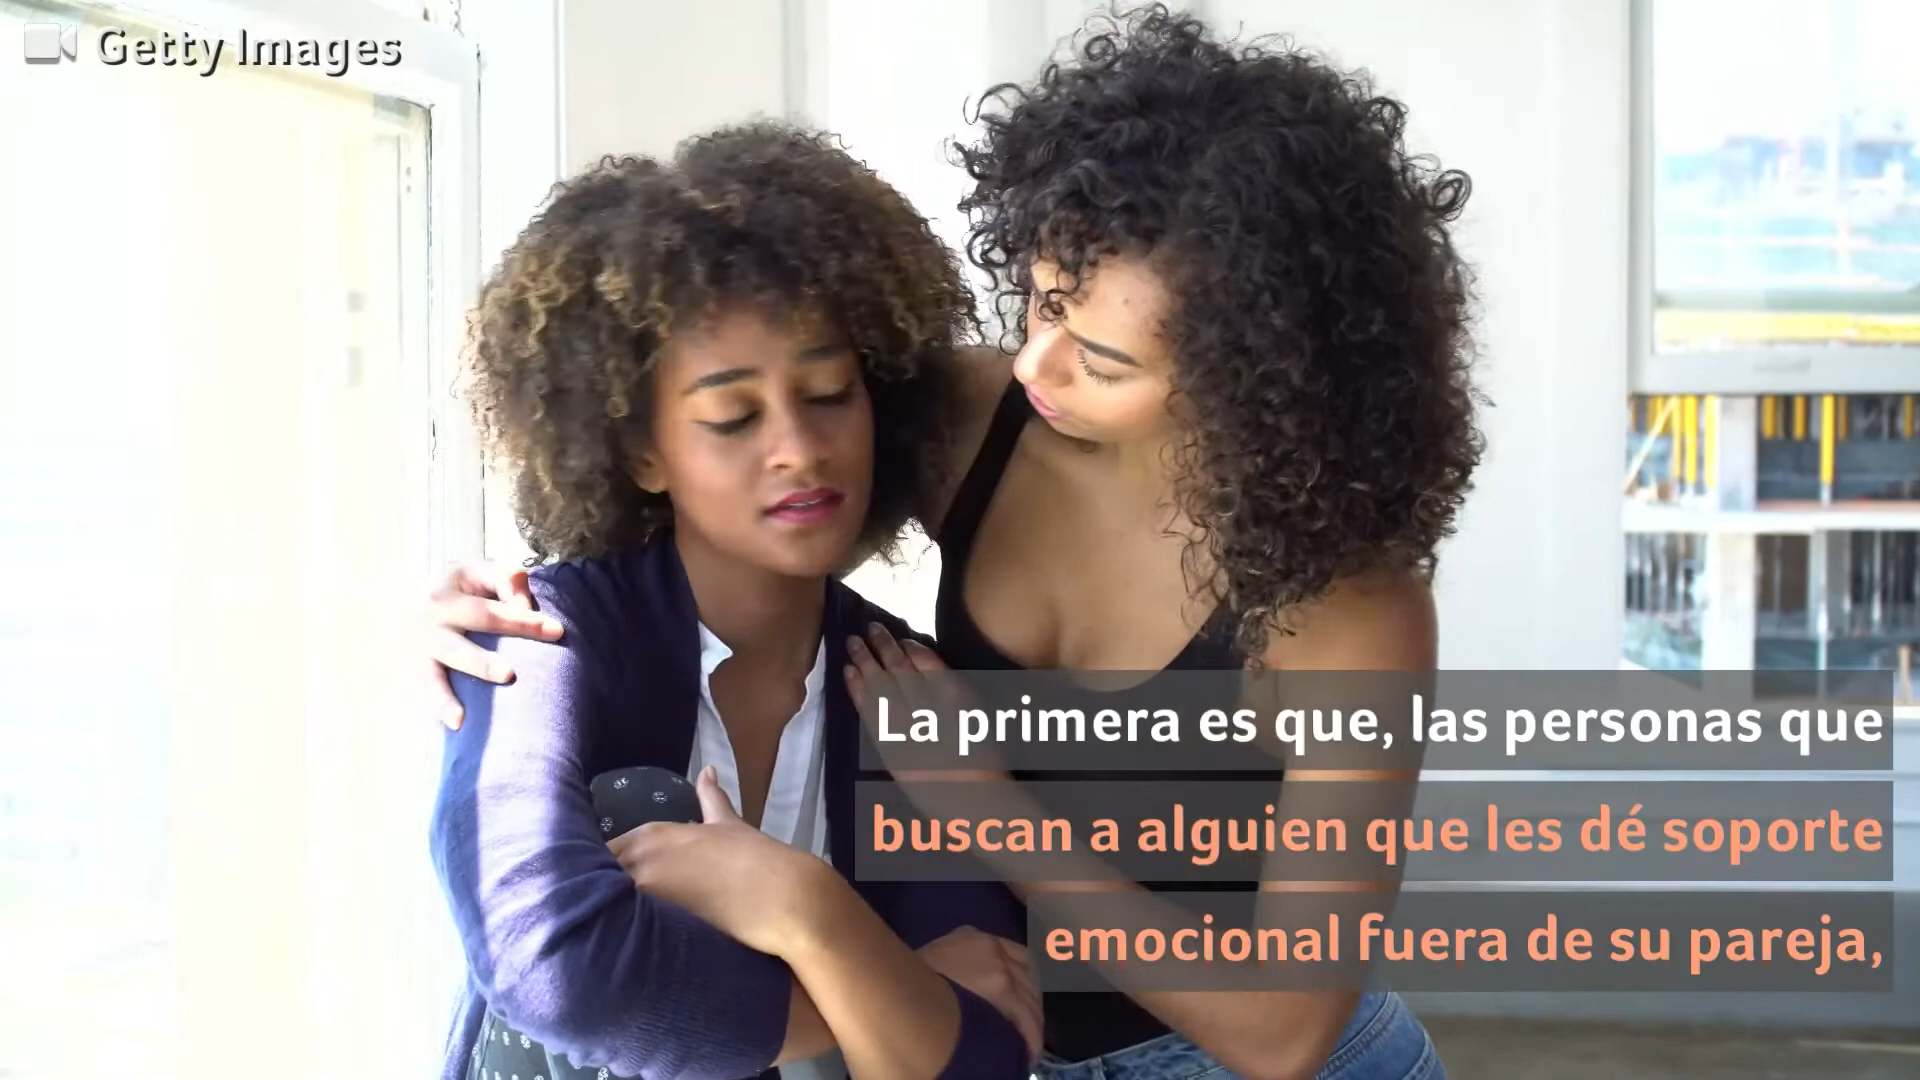 Getty Images
La primera es que, las personas que
buscan a alguien que les dé soporte
emocional fuera de su pareja,